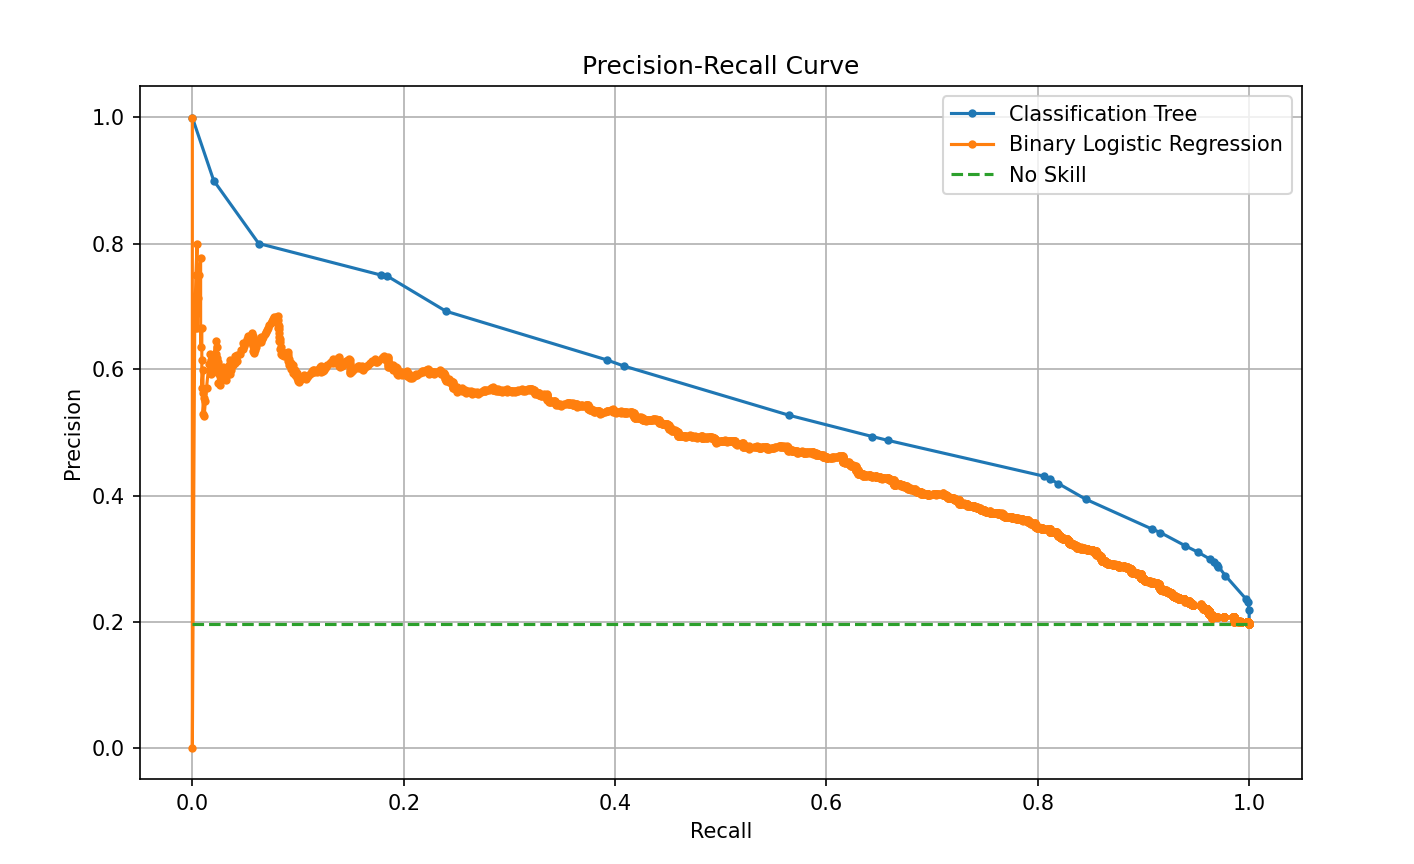 Precision-Recall Curve
Classification Tree
Binary Logistic Regression
No Skill
Precision
1.0
0.8
0.6
0.4
0.2
0.0
0.0 0.2 0.4 0.6 0.8 1.0
Recall